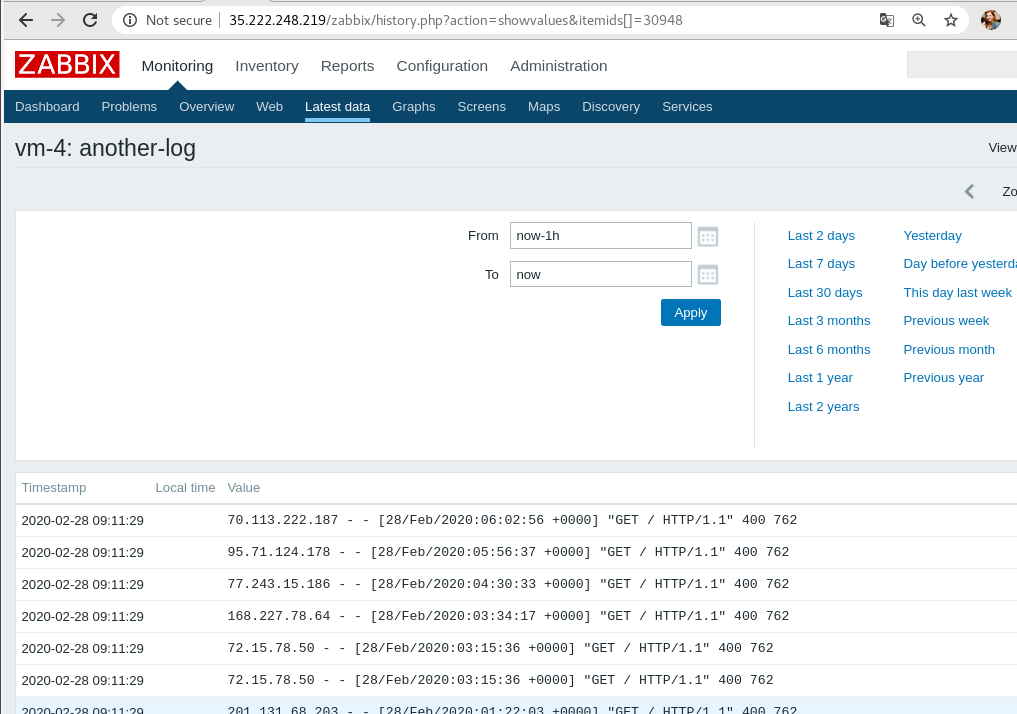 Not secure | 35.222.248.219/zabbix/history.php?action=showvalues&itemids[]=30948
ZABBIX Monitoring Inventory Reports Configuration Administration
Dashboard Problems Overview Web Latest data Graphs Screens Maps Discovery Services
vm-4: another-log View
Zo
From now-1h Last 2 days Yesterday
Last 7 days Day before yesterda
To now
Last 30 days This day last week
Apply Last 3 months Previous week
Last 6 months Previous month
Last 1 year Previous year
Last 2 years
Timestamp Local time Value
2020-02-28 09:11:29 70.113.222.187 - - [28/Feb/2020:06:02:56 +0000] "GET / HTTP/1.1" 400 762
2020-02-28 09:11:29 95.71.124.178 - - [28/Feb/2020:05:56:37 +0000] "GET / HTTP/1.1" 400 762
2020-02-28 09:11:29 77.243.15.186 - - [28/Feb/2020:04:30:33 +0000] "GET / HTTP/1.1" 400 762
2020-02-28 09:11:29 168.227.78.64 - - [28/Feb/2020:03:34:17 +0000] "GET / HTTP/1.1" 400 762
2020-02-28 09:11:29 72.15.78.50 - - [28/Feb/2020:03:15:36 +0000] "GET / HTTP/1.1" 400 762
2020-02-28 09:11:29 72.15.78.50 - - [28/Feb/2020:03:15:36 +0000] "GET / HTTP/1.1" 400 762
2020-02-28 09:11:29 201.131.68.203 - - [28/Feb/2020:01:22:03 +0000] "GET / HTTP/1.1" 400 762